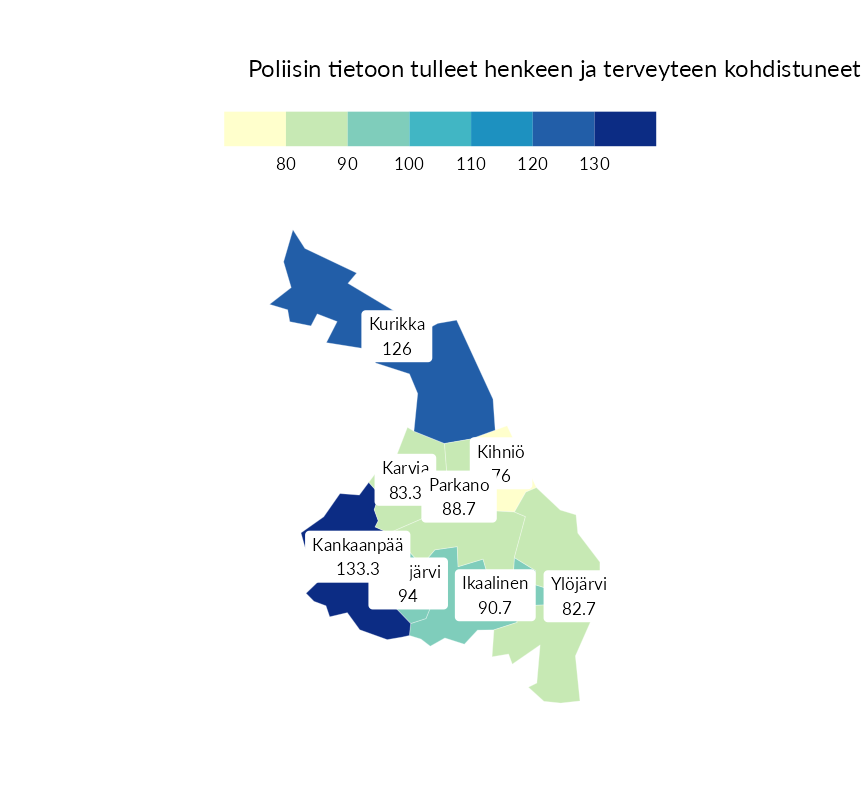 Poliisin tietoon tulleet henkeen ja terveyteen kohdistuneet
80 90 100 110 120 130
Kurikka
126
Kihniö
76
Karvia
83.3
Parkano
88.7
Kankaanpää
133.3
järvi
94
Ikaalinen
90.7
Ylöjärvi
82.7